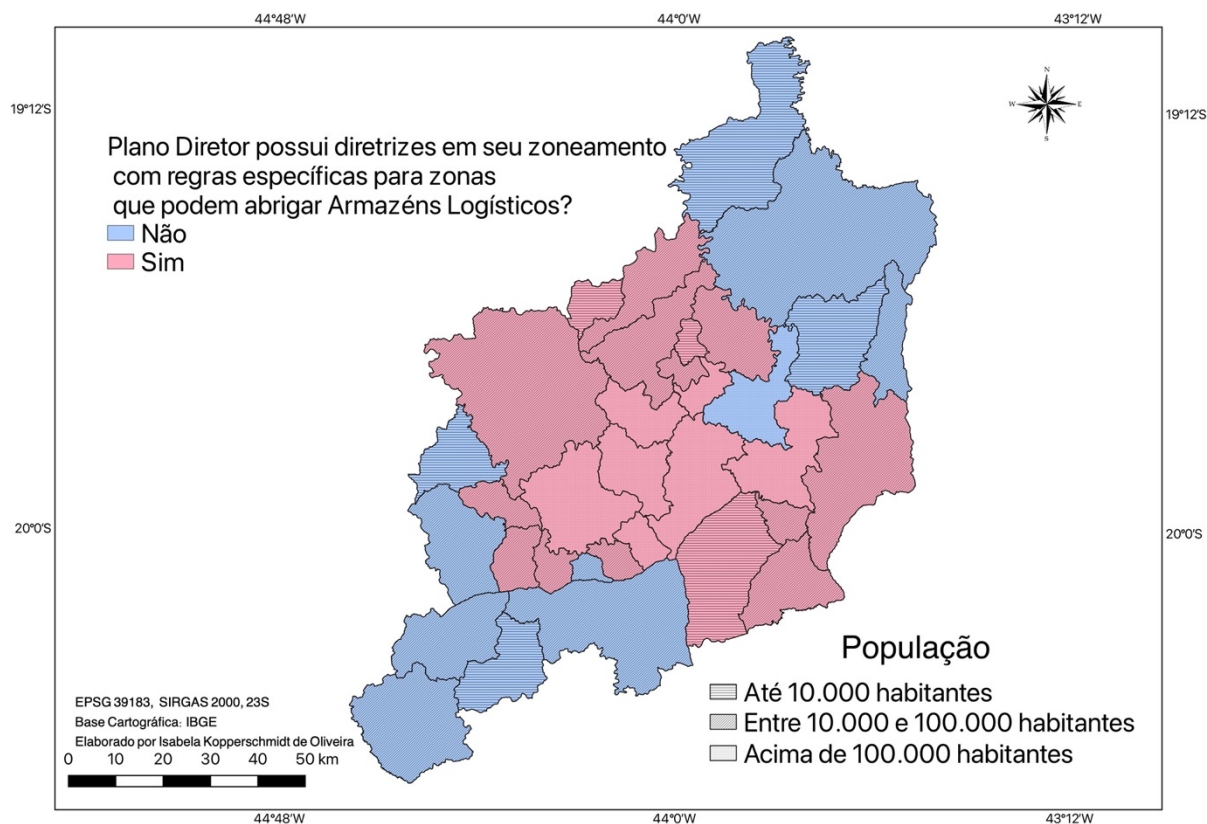 44°48'W 44°0'W 43°12'W
19°12'S 19°12'S
N
W E
S
Plano Diretor possui diretrizes em seu zoneamento
com regras específicas para zonas
que podem abrigar Armazéns Logísticos?
Não
Sim
20°0'S 20°0'S
População
Até 10.000 habitantes
Entre 10.000 e 100.000 habitantes
Acima de 100.000 habitantes
EPSG 39183, SIRGAS 2000, 23S
Base Cartográfica: IBGE
Elaborado por Isabela Kopperschmidt de Oliveira
0 10 20 30 40 50 km
44°48'W 44°0'W 43°12'W